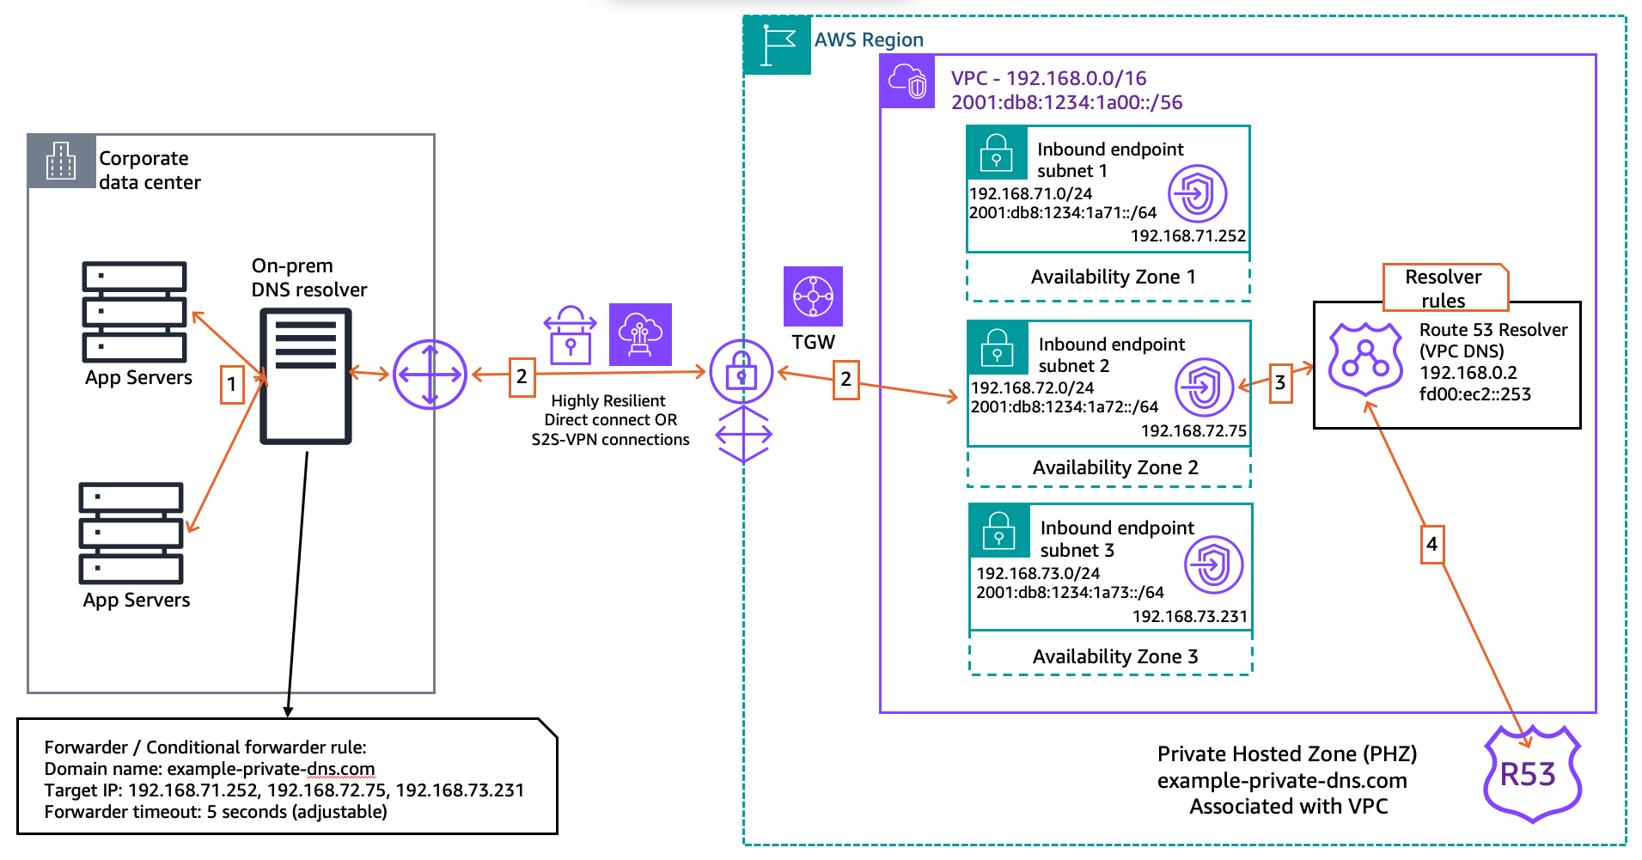 AWS Region
VPC - 192.168.0.0/16
2001:db8:1234:1a00::/56
Corporate
data center
On-prem
DNS resolver
App Servers
1
App Servers
2
Highly Resilient
Direct connect OR
S2S-VPN connections
TGW
2
Inbound endpoint
subnet 1
192.168.71.0/24
2001:db8:1234:1a71::/64
192.168.71.252
Availability Zone 1
Inbound endpoint
subnet 2
192.168.72.0/24
2001:db8:1234:1a72::/64
192.168.72.75
Availability Zone 2
Inbound endpoint
subnet 3
192.168.73.0/24
2001:db8:1234:1a73::/64
192.168.73.231
Availability Zone 3
3
Resolver
rules
Route 53 Resolver
(VPC DNS)
192.168.0.2
fd00:ec2::253
4
Forwarder / Conditional forwarder rule:
Domain name: example-private-dns.com
Target IP: 192.168.71.252, 192.168.72.75, 192.168.73.231
Forwarder timeout: 5 seconds (adjustable)
Private Hosted Zone (PHZ)
example-private-dns.com
Associated with VPC
R53